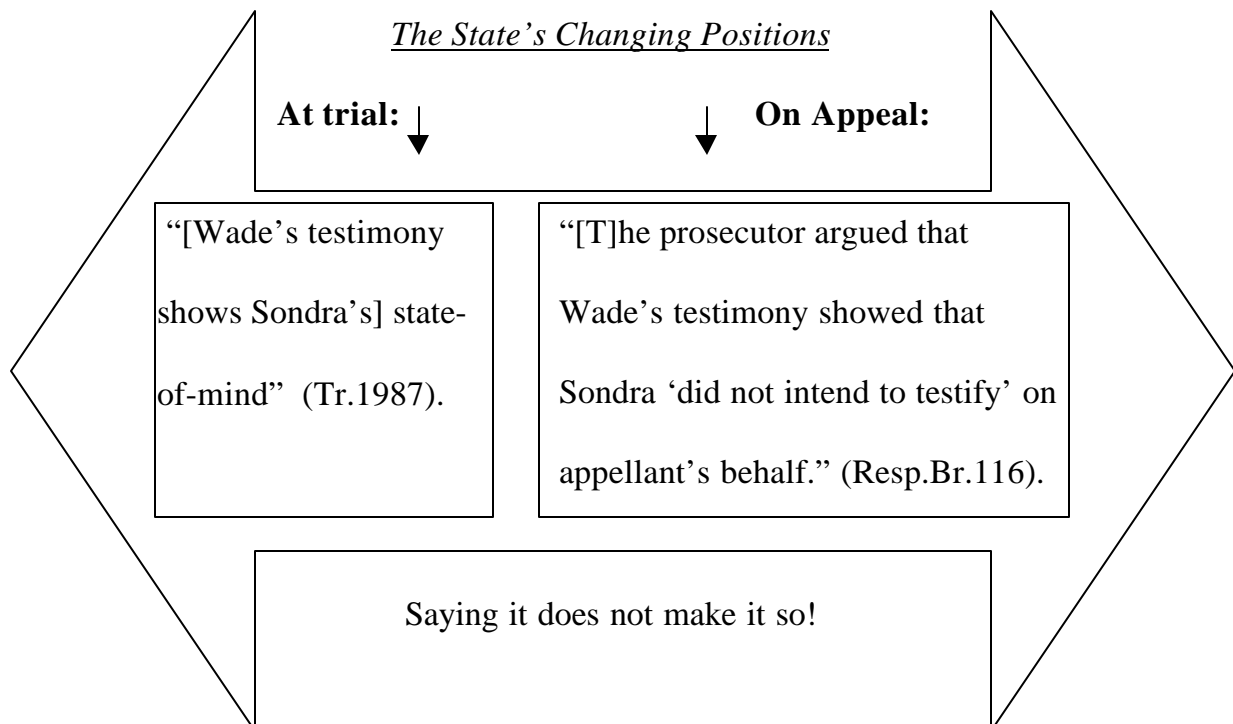 The State’s Changing Positions
At trial:
On Appeal:
“[Wade’s testimony
shows Sondra’s] state-
of-mind” (Tr.1987).
“[T]he prosecutor argued that
Wade’s testimony showed that
Sondra ‘did not intend to testify’ on
appellant’s behalf.” (Resp.Br.116).
Saying it does not make it so!